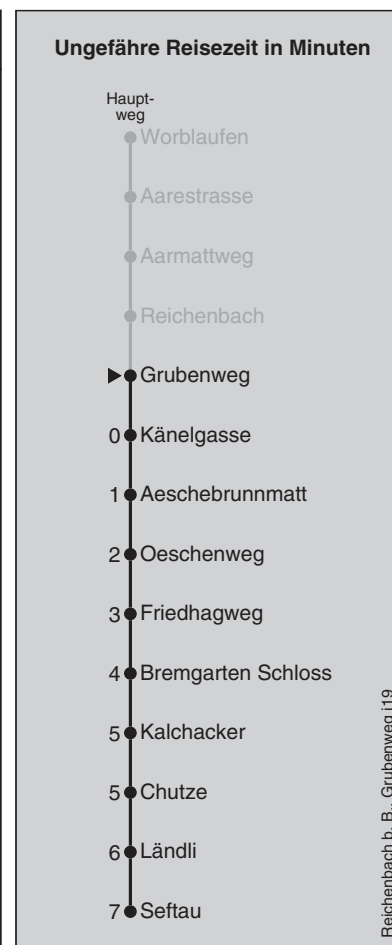 Ungefähre Reisezeit in Minuten
Haupt-
weg
Worblaufen
Aarestrasse
Aarmattweg
Reichenbach
Grubenweg
0 Känelgasse
1 Aeschebrunnmatt
2 Oeschenweg
3 Friedhagweg
4 Bremgarten Schloss
5 Kalchacker
5 Chutze
6 Ländli
7 Seftau
Reichenbach b. B., Grubenweg j19